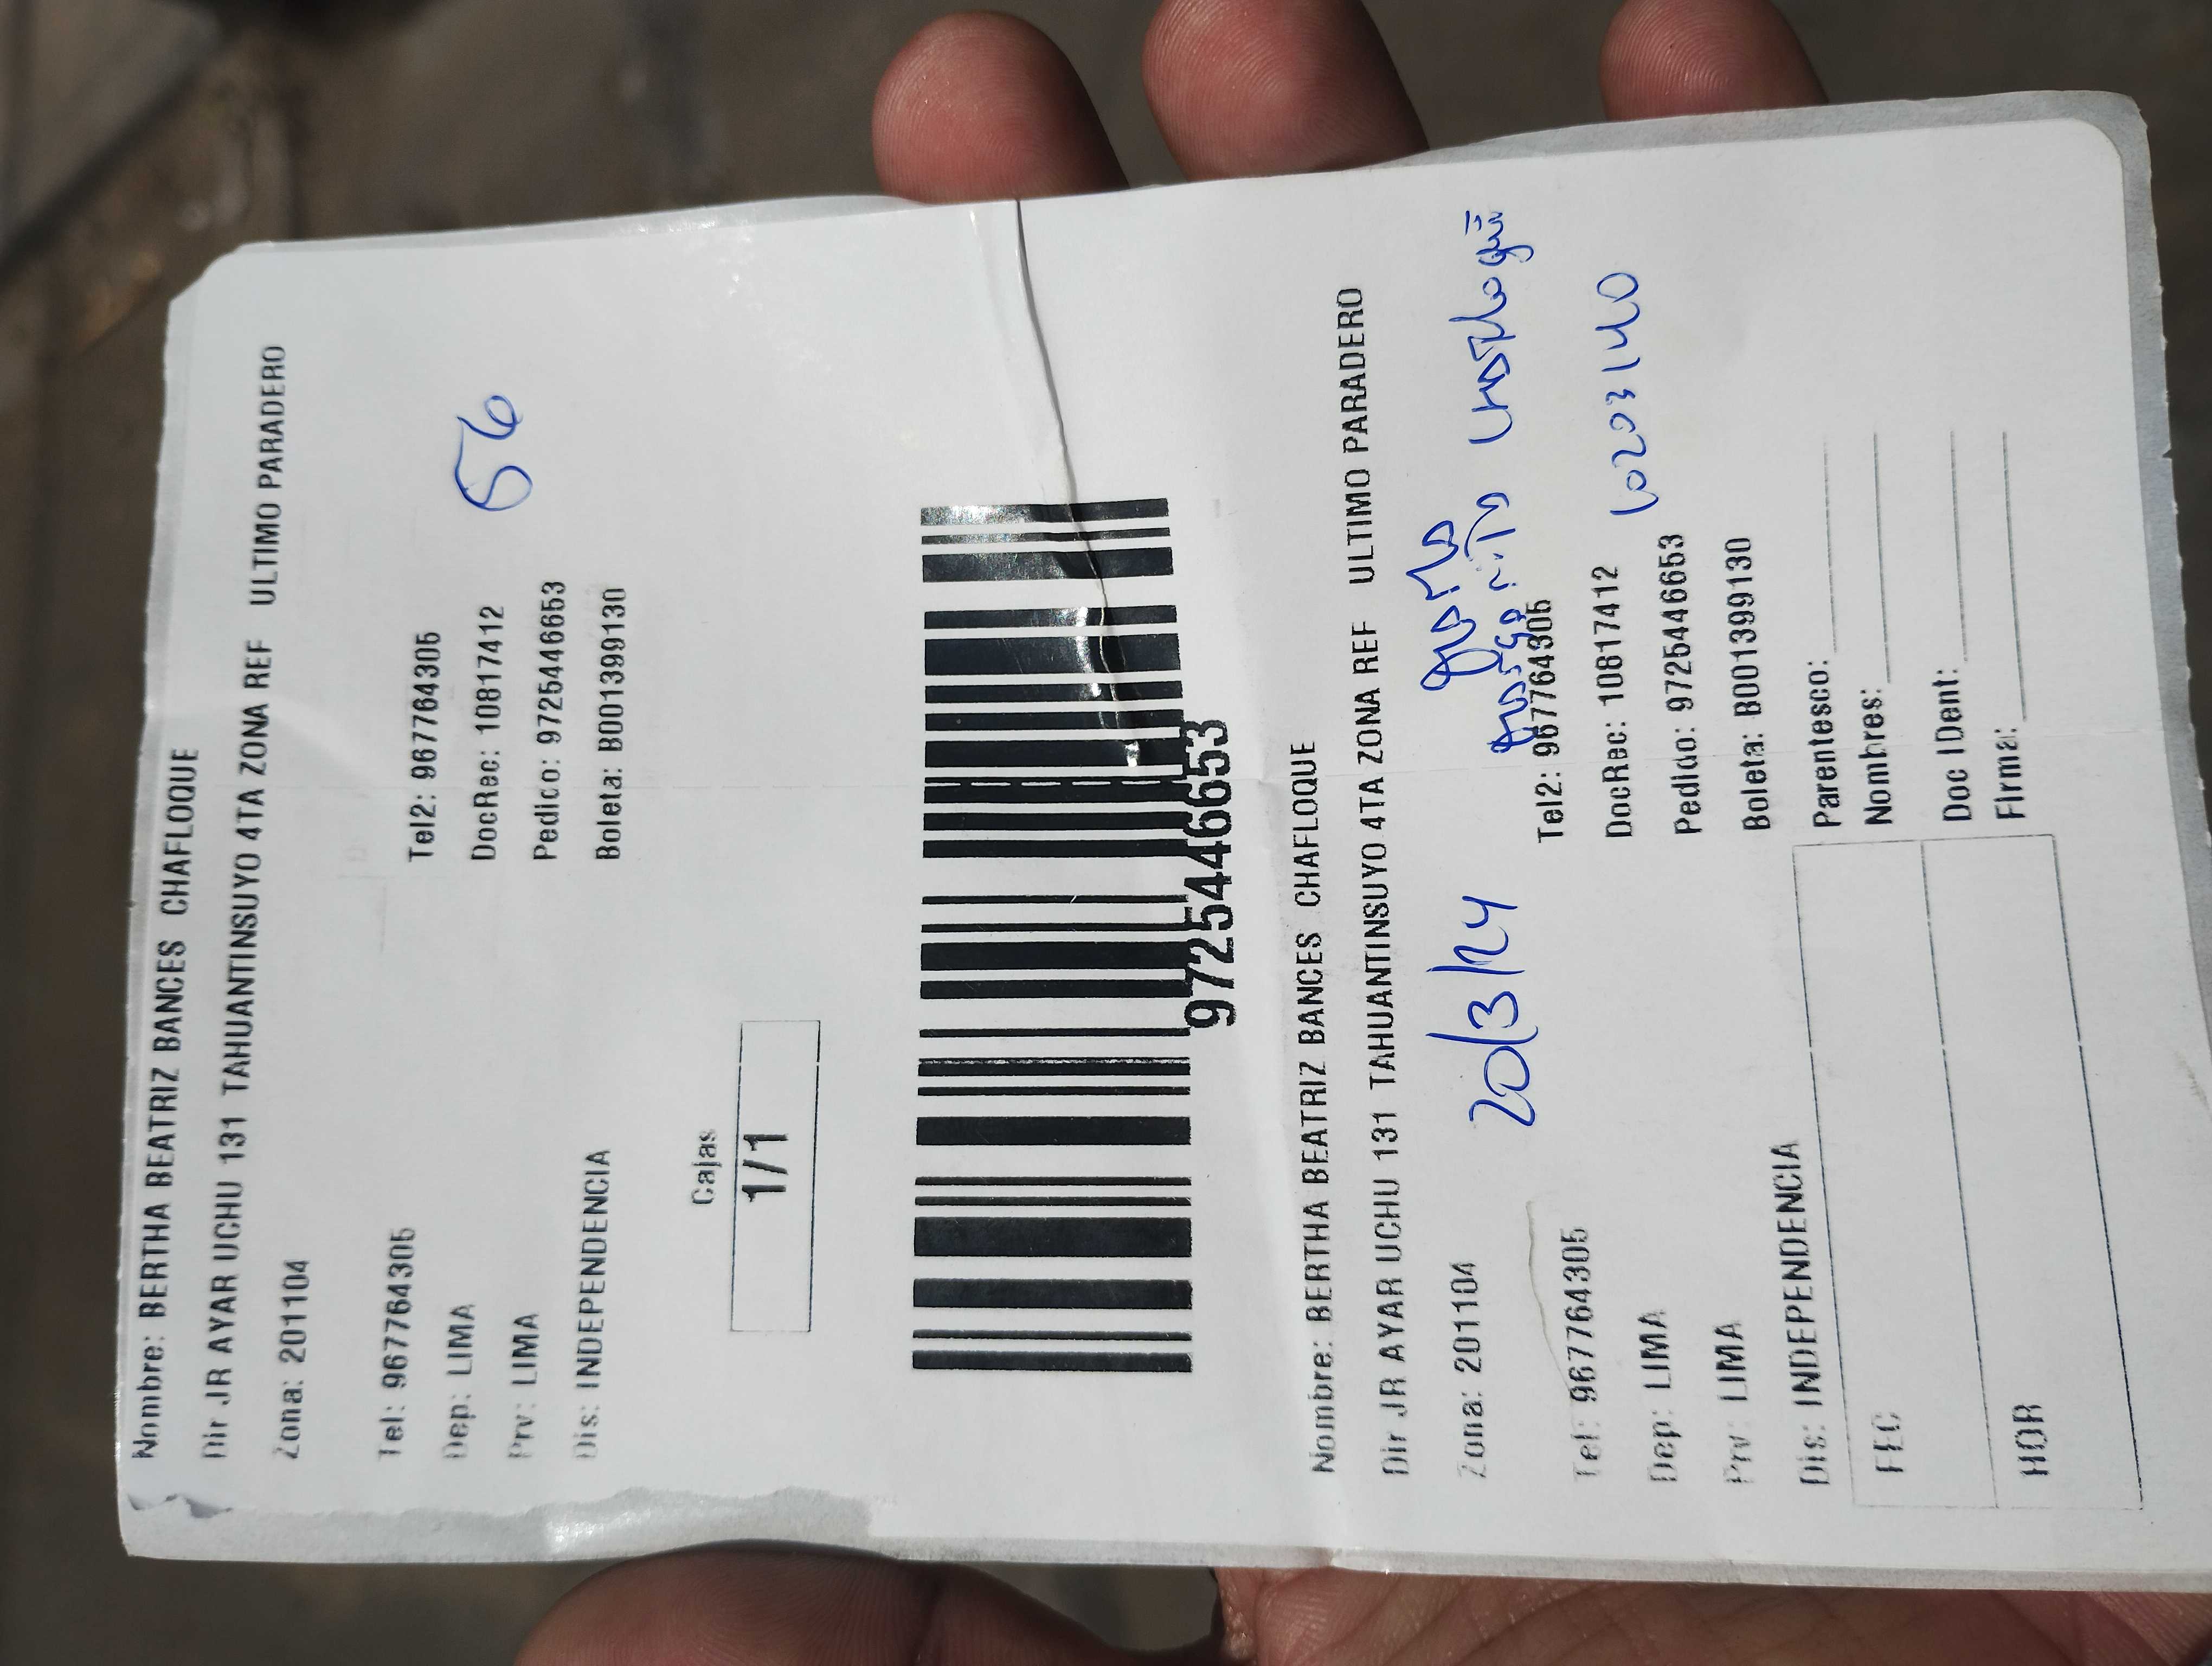 Nombre: BERTHA BEATRIZ BANCES CHAFLOQUE
Dir JR AYAR UCHU 131 TAHUANTINSUYO 4TA ZONA REF ULTIMO PARADERO
Zona: 201104
Tel: 967764305 Tel2: 967764305
Dep: LIMA DocRec: 10817412
56
Prv: LIMA Pedido: 9725446653
Dis: INDEPENDENCIA Boleta: B001399130
Cajas
1/1
9725446653
Nombre: BERTHA BEATRIZ BANCES CHAFLOQUE
Dir JR AYAR UCHU 131 TAHUANTINSUYO 4TA ZONA REF ULTIMO PARADERO
Zona: 201104 20/3/24
Tel: 967764305 Tel2: 967764305
Dep: LIMA DocRec: 10817412
Prv: LIMA Pedido: 9725446653
Dis: INDEPENDENCIA Boleta: B001399130
FEC Parentesco:
Nombres:
HOR Doc IDent:
Firma: